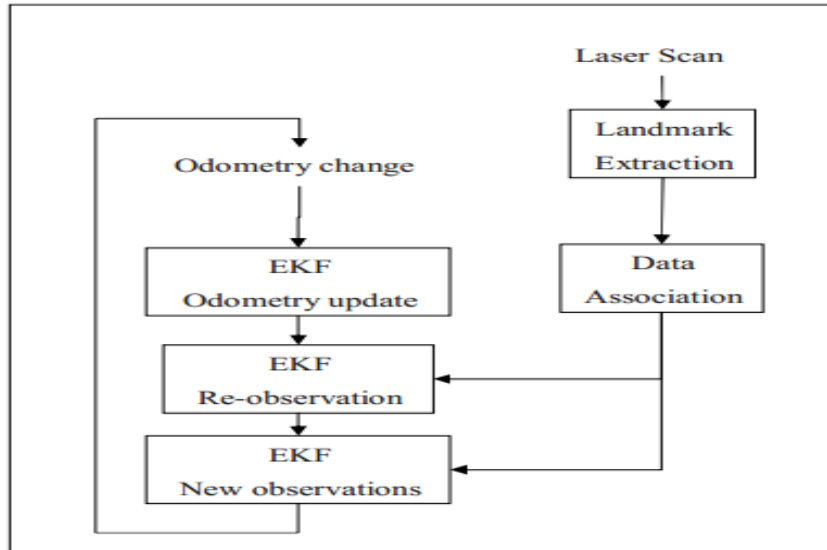 Laser Scan
Landmark
Extraction
Odometry change
EKF
Odometry update
Data
Association
EKF
Re-observation
EKF
New observations